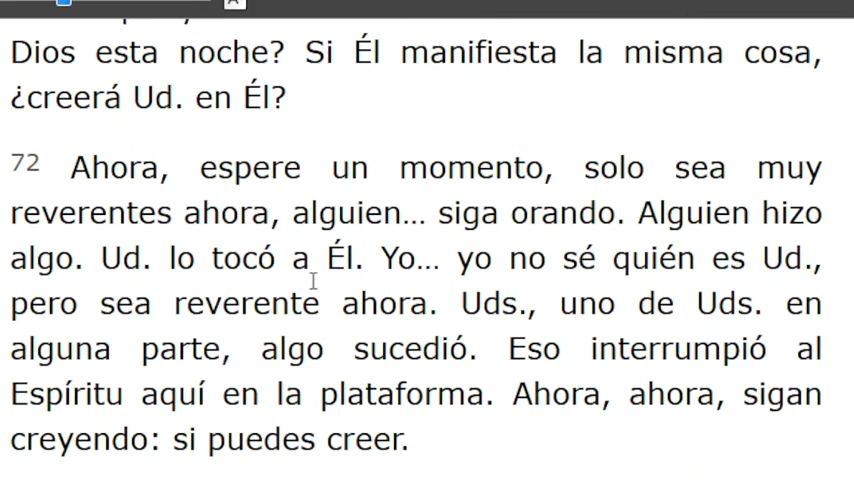 Dios esta noche? Si Él manifiesta la misma cosa,
¿creerá Ud. en Él?
72 Ahora, espere un momento, solo sea muy
reverentes ahora, alguien... siga orando. Alguien hizo
algo. Ud. lo tocó a Él. Yo... yo no sé quién es Ud.,
pero sea reverente ahora. Uds., uno de Uds. en
alguna parte, algo sucedió. Eso interrumpió al
Espíritu aquí en la plataforma. Ahora, ahora, sigan
creyendo: si puedes creer.